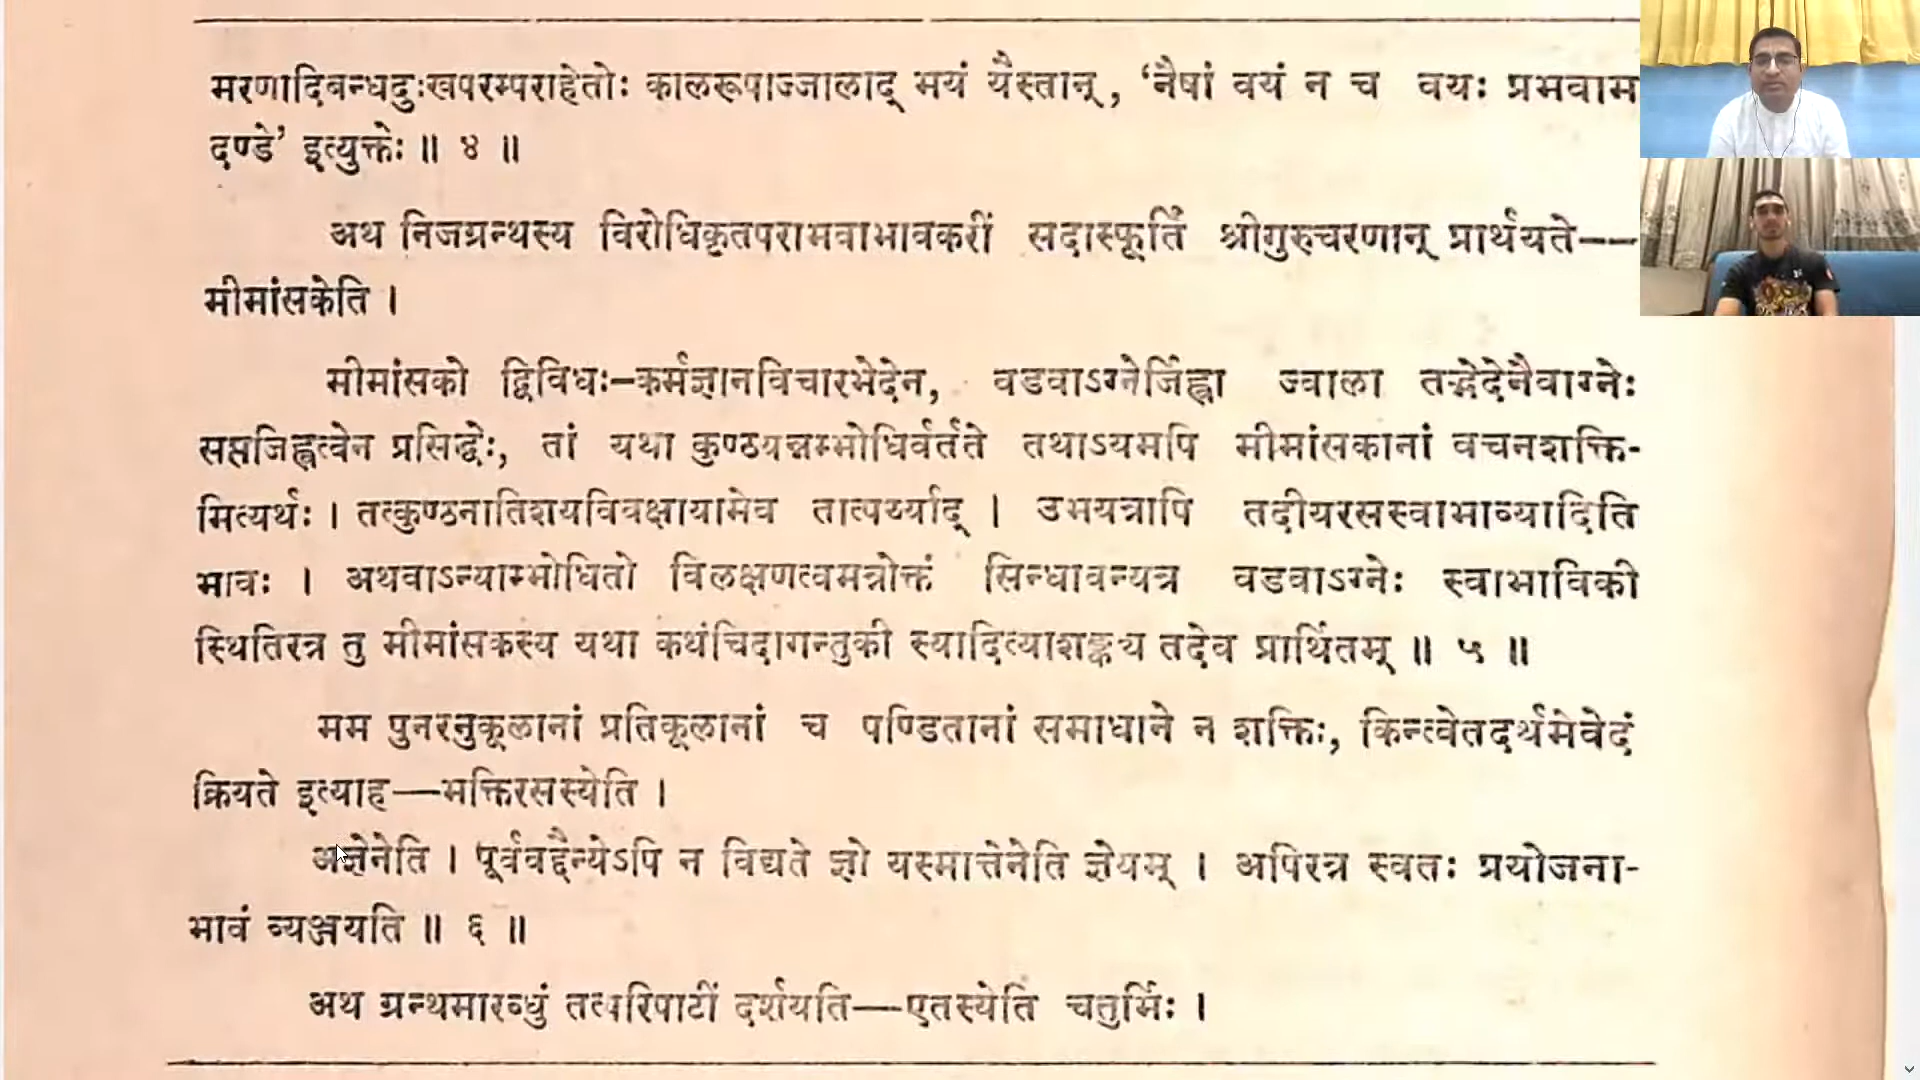 मरणादिबन्धदुःखपरम्पराहेतोः कालरूपाज्जालाद् भयं यैस्तान्, ‘नैषां वयं न च वयः प्रभवाम
दण्डे’ इत्युक्तेः ॥ ४ ॥
अथ निजग्रन्थस्य विरोधिकृतपराभवाभावकरीं सदास्फूर्तिं श्रीगुरुचरणान् प्रार्थयते——
मीमांसकेति ।
मीमांसको द्विविधः–कर्मज्ञानविचारभेदेन, वडवाऽग्नेर्जिह्वा ज्वाला तद्भेदेनैवाग्नेः
सप्तजिह्वत्वेन प्रसिद्धेः, तां यथा कुण्ठयन्नम्भोधिर्वर्तते तथाऽयमपि मीमांसकानां वचनशक्ति-
मित्यर्थः । तत्कुण्ठनातिशयविवक्षायामेव तात्पर्य्याद् । उभयत्रापि तदीयरसस्वाभाव्यादिति
भावः । अथवाऽन्याम्भोधितो विलक्षणत्वमत्रोक्तं सिन्धावन्यत्र वडवाऽग्नेः स्वाभाविकी
स्थितिरत्र तु मीमांसकस्य यथा कथंचिदागन्तुकी स्यादित्याशङ्क्य तदेव प्रार्थितम् ॥ ५ ॥
मम पुनरनुकूलानां प्रतिकूलानां च पण्डितानां समाधाने न शक्तिः, किन्त्वेतदर्थमेवेदं
क्रियते इत्याह—भक्तिरसस्येति ।
अज्ञेनेति । पूर्ववद्दैन्येऽपि न विद्यते ज्ञो यस्मात्तेनेति ज्ञेयम् । अपिरत्र स्वतः प्रयोजना-
भावं व्यञ्जयति ॥ ६ ॥
अथ ग्रन्थमारब्धुं तत्परिपाटीं दर्शयति—एतस्येति चतुर्भिः ।